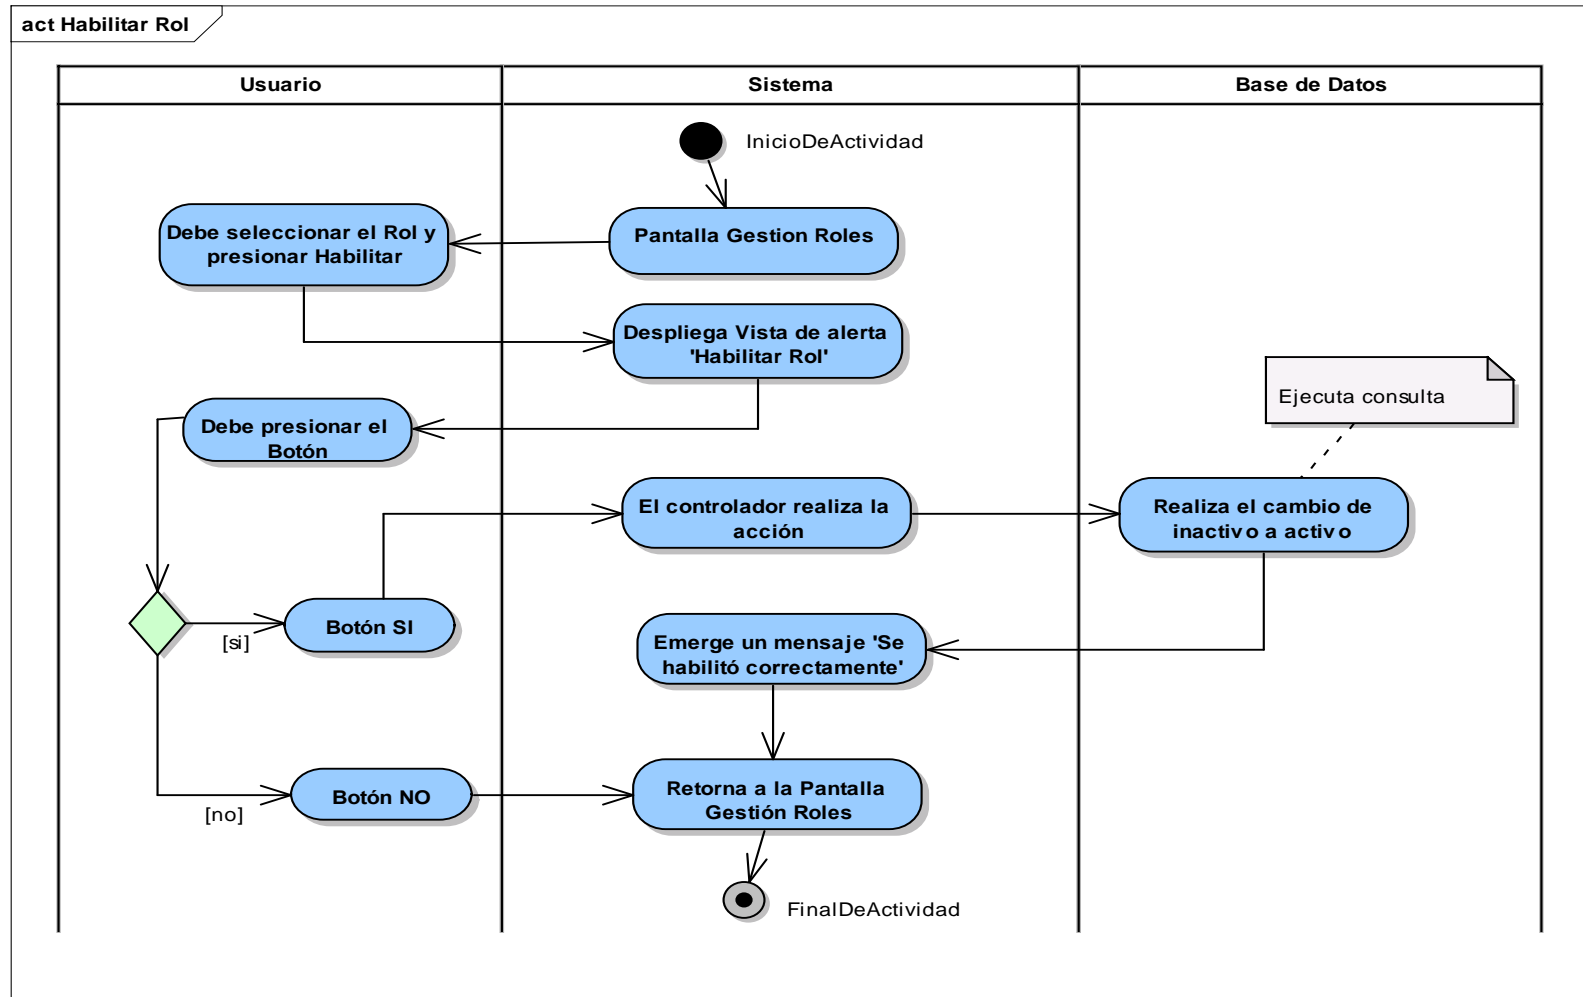 act Habilitar Rol
Usuario
Sistema
Base de Datos
InicioDeActividad
Debe seleccionar el Rol y
presionar Habilitar
Pantalla Gestion Roles
Despliega Vista de alerta
'Habilitar Rol'
Ejecuta consulta
Debe presionar el
Botón
El controlador realiza la
acción
Realiza el cambio de
inactivo a activo
[si]
Botón SI
Emerge un mensaje 'Se
habilitó correctamente'
[no]
Botón NO
Retorna a la Pantalla
Gestión Roles
FinalDeActividad